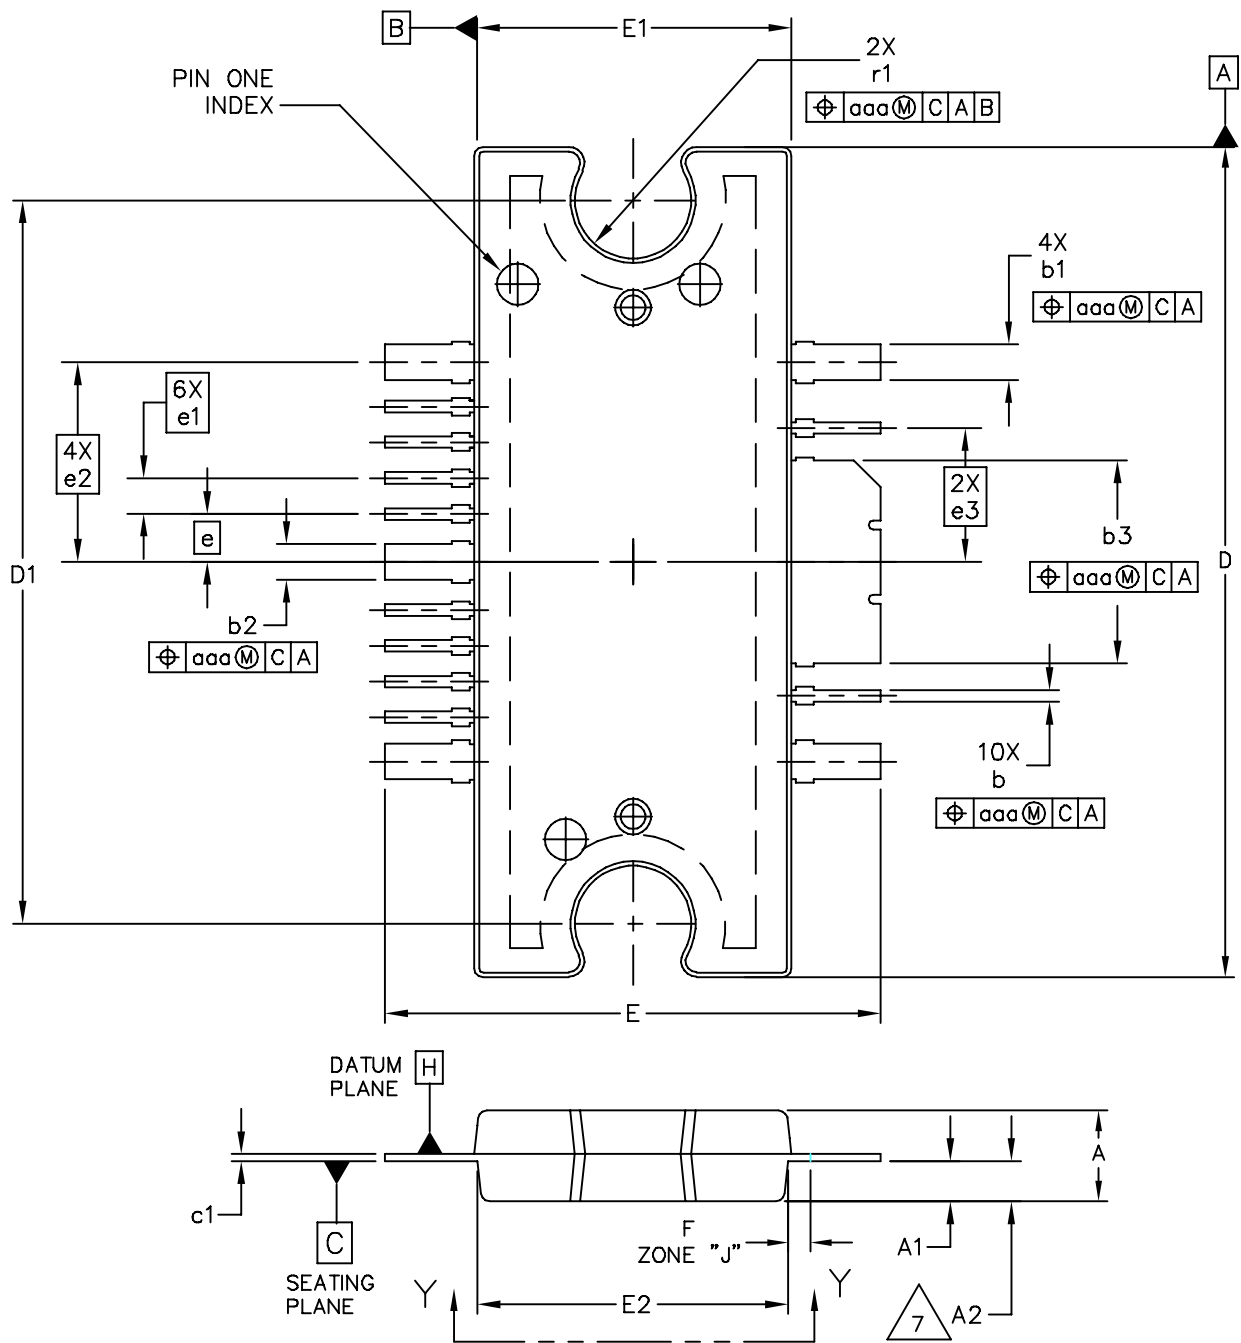 B
E1
2X
r1
⌖ aaa Ⓜ C A B
A
PIN ONE
INDEX
4X
b1
⌖ aaa Ⓜ C A
6X
e1
4X
e2
2X
e3
e
b3
⌖ aaa Ⓜ C A
D1
D
b2
⌖ aaa Ⓜ C A
10X
b
⌖ aaa Ⓜ C A
E
DATUM
PLANE
H
A
c1
C
SEATING
PLANE
F
ZONE "J"
A1
Y
E2
Y
7
A2